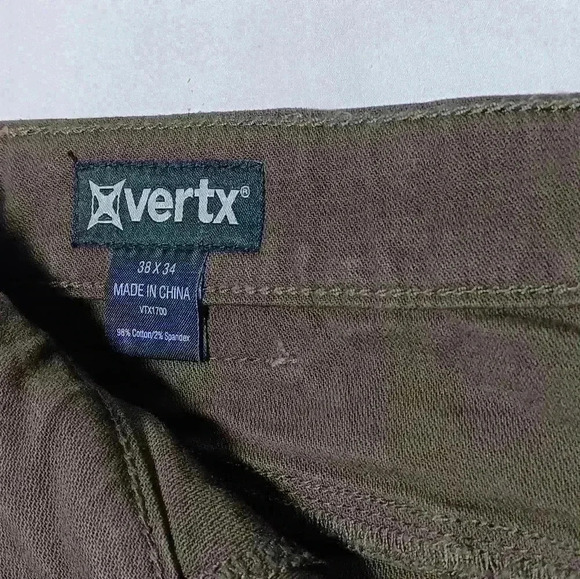 vertx®
38 X 34
MADE IN CHINA
VTX1700
98% Cotton/2% Spandex